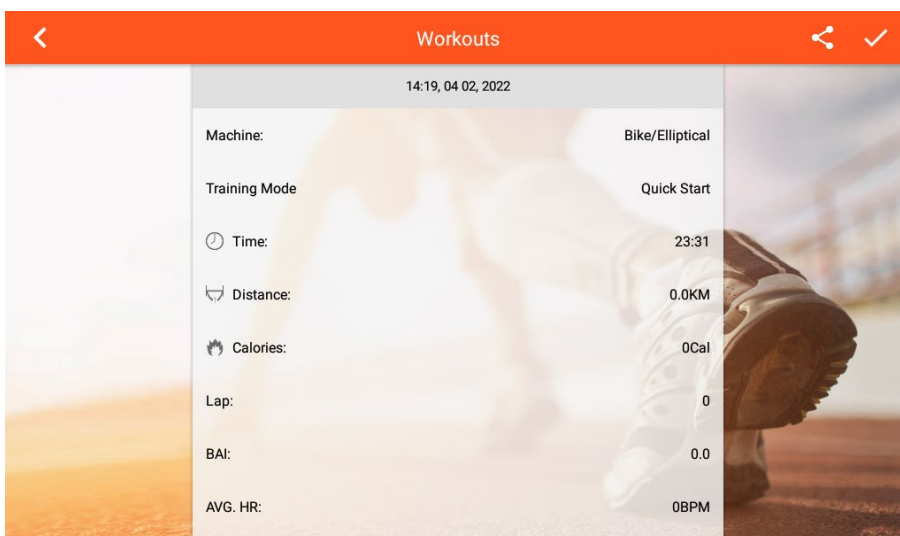 Workouts
14:19, 04 02, 2022
Machine: Bike/Elliptical
Training Mode Quick Start
Time: 23:31
Distance: 0.0KM
Calories: 0Cal
Lap: 0
BAI: 0.0
AVG. HR: 0BPM